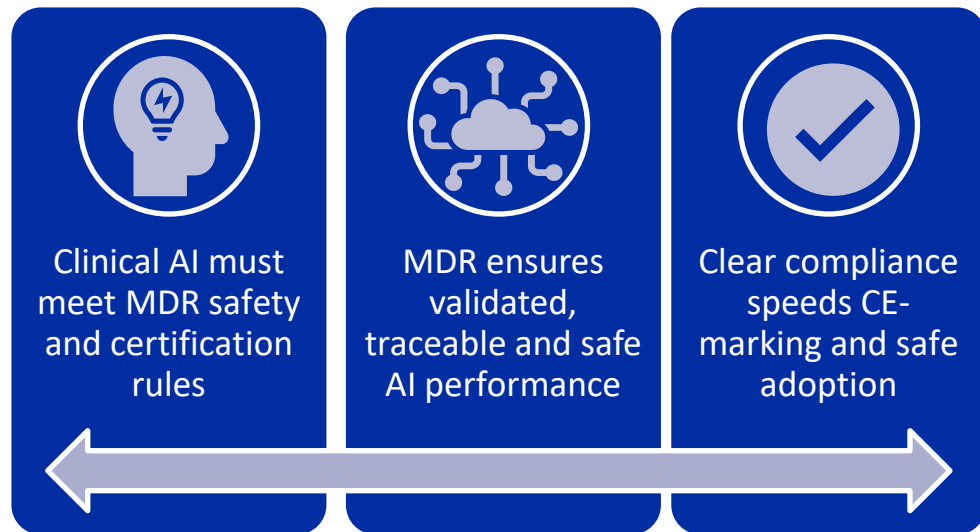 Clinical AI must
meet MDR safety
and certification
rules
MDR ensures
validated,
traceable and safe
AI performance
Clear compliance
speeds CE-
marking and safe
adoption